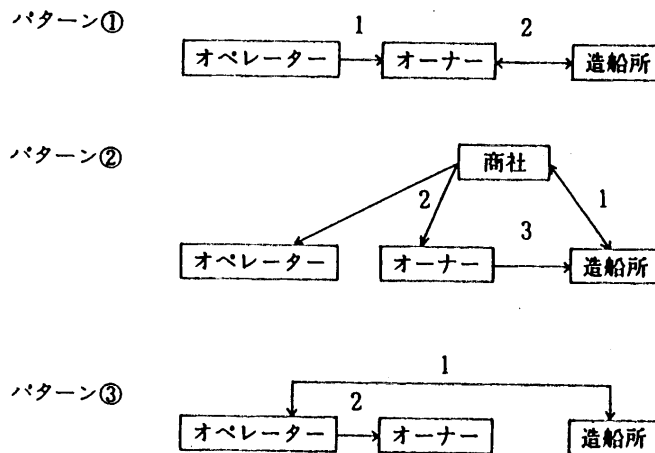 パターン①
1
2
オペレーター
オーナー
造船所
パターン②
商社
2
1
3
オペレーター
オーナー
造船所
パターン③
1
2
オペレーター
オーナー
造船所